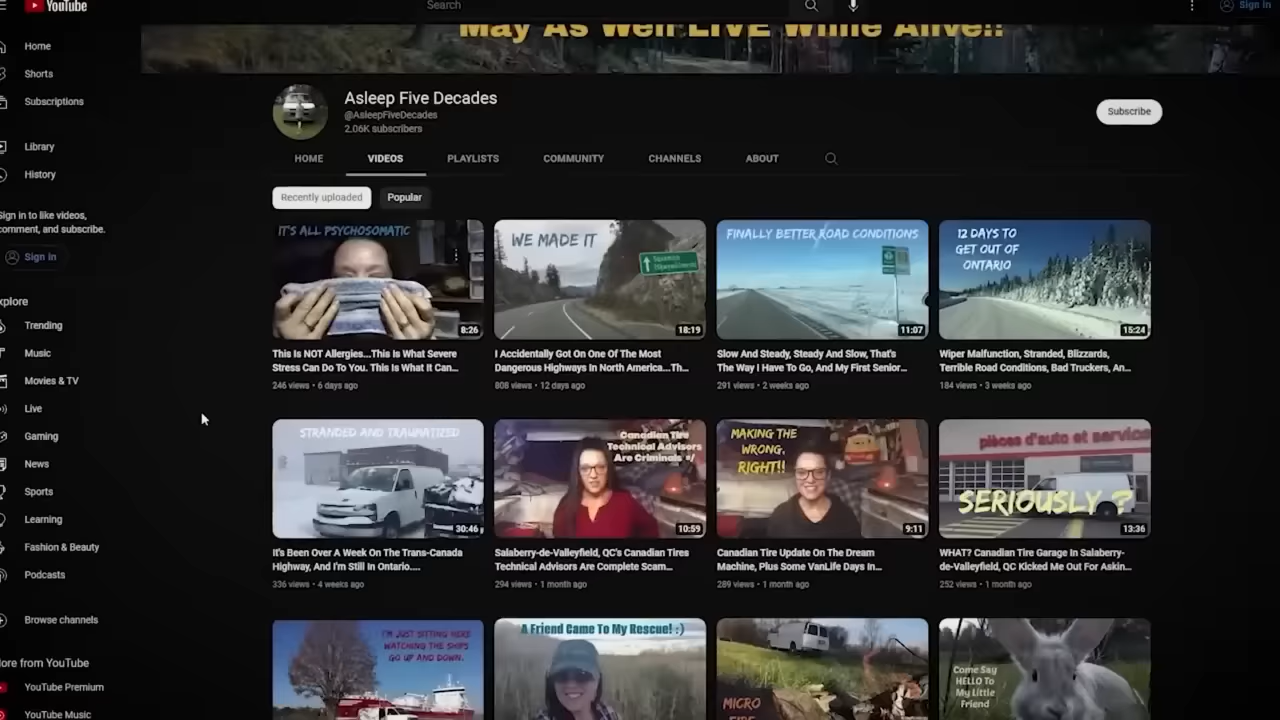 YouTube
Search
Sign in
May As Well LIVE While Alive!!
Home
Shorts
Subscriptions
Library
History
Sign in to like videos,
comment, and subscribe.
Sign in
xplore
Trending
Music
Movies & TV
Live
Gaming
News
Sports
Learning
Fashion & Beauty
Podcasts
Browse channels
ore from YouTube
YouTube Premium
YouTube Music
Asleep Five Decades
@AsleepFiveDecades
2.06K subscribers
Subscribe
HOME
VIDEOS
PLAYLISTS
COMMUNITY
CHANNELS
ABOUT
Recently uploaded
Popular
IT'S ALL PSYCHOSOMATIC
8:26
This Is NOT Allergies...This Is What Severe
Stress Can Do To You. This Is What It Can...
246 views • 6 days ago
WE MADE IT
18:19
I Accidentally Got On One Of The Most
Dangerous Highways In North America...Th...
808 views • 12 days ago
FINALLY BETTER ROAD CONDITIONS
11:07
Slow And Steady, Steady And Slow, That's
The Way I Have To Go, And My First Senior...
291 views • 2 weeks ago
12 DAYS TO
GET OUT OF
ONTARIO
15:24
Wiper Malfunction, Stranded, Blizzards,
Terrible Road Conditions, Bad Truckers, An...
184 views • 3 weeks ago
STRANDED AND TRAUMATIZED
30:46
It's Been Over A Week On The Trans-Canada
Highway, And I'm Still In Ontario....
336 views • 4 weeks ago
Canadian Tire
Technical Advisors
Are Criminals */
10:59
Salaberry-de-Valleyfield, QC's Canadian Tires
Technical Advisors Are Complete Scam...
294 views • 1 month ago
MAKING THE
WRONG,
RIGHT!!
9:11
Canadian Tire Update On The Dream
Machine, Plus Some VanLife Days In...
289 views • 1 month ago
pièces d'auto et service
SERIOUSLY ?
13:36
WHAT? Canadian Tire Garage In Salaberry-
de-Valleyfield, QC Kicked Me Out For Askin...
252 views • 1 month ago
I'M JUST SITTING HERE
WATCHING THE SHIPS
GO UP AND DOWN.
A Friend Came To My Rescue! :)
MICRO
Come Say
HELLO To
My Little
Friend